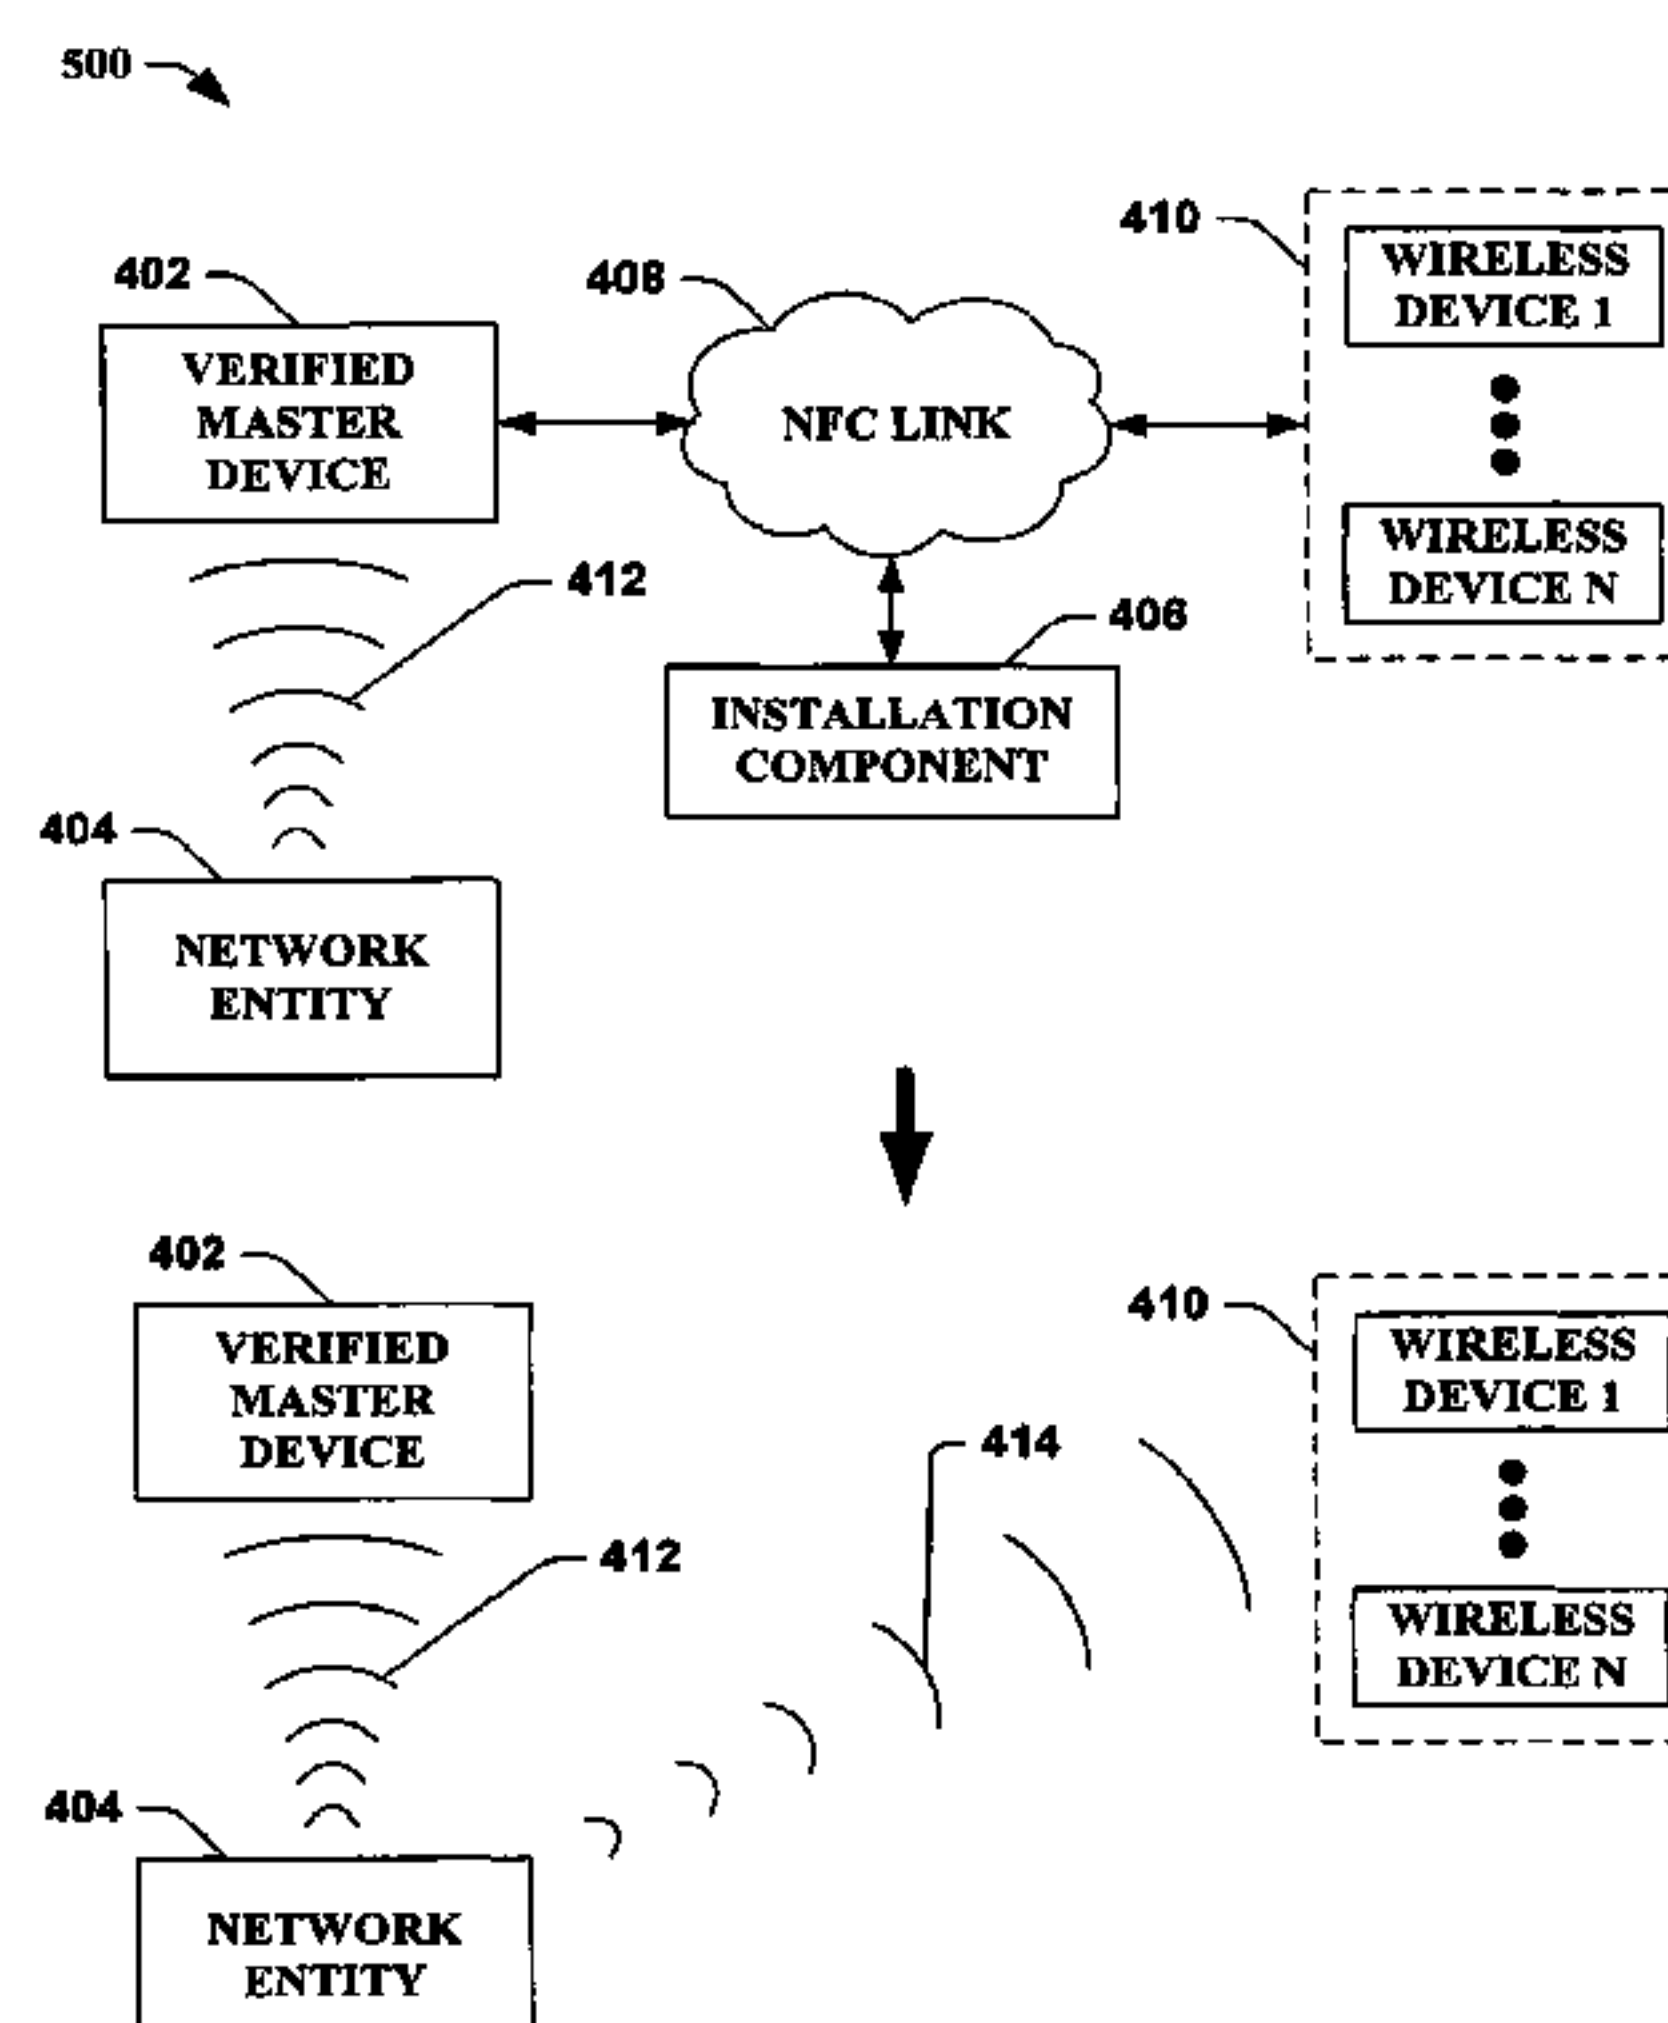 500
410
WIRELESS
DEVICE 1
402
408
VERIFIED
MASTER
DEVICE
NFC LINK
WIRELESS
DEVICE N
412
406
INSTALLATION
COMPONENT
404
NETWORK
ENTITY
402
410
VERIFIED
MASTER
DEVICE
WIRELESS
DEVICE 1
414
412
WIRELESS
DEVICE N
404
NETWORK
ENTITY